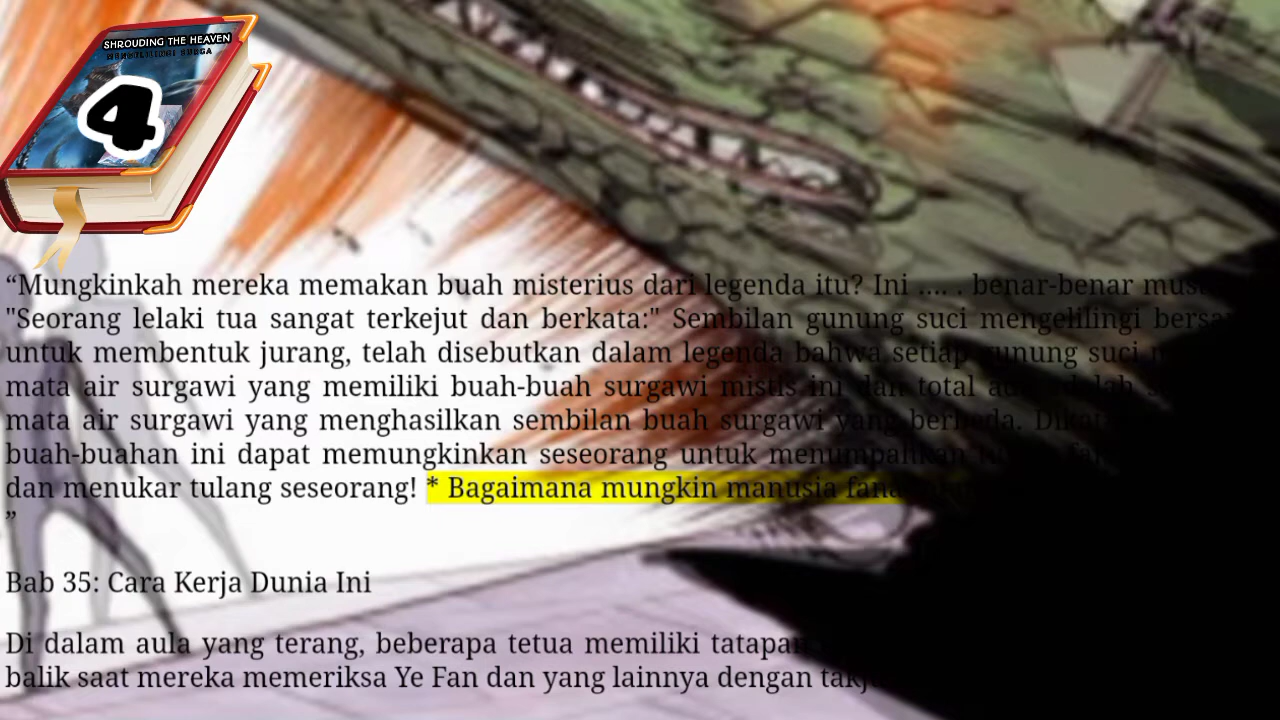 SHROUDING THE HEAVEN
MENGELILINGI SURGA
4
“Mungkinkah mereka memakan buah misterius dari legenda itu? Ini .... . benar-benar
"Seorang lelaki tua sangat terkejut dan berkata:" Sembilan gunung suci mengelilingi
untuk membentuk jurang, telah disebutkan dalam legenda bahwa setiap gunung suci
mata air surgawi yang memiliki buah-buah surgawi mistis ini dan total
mata air surgawi yang menghasilkan sembilan buah surgawi yang berbeda.
buah-buahan ini dapat memungkinkan seseorang untuk menumpahkan
dan menukar tulang seseorang! * Bagaimana mungkin manusia fana
”
Bab 35: Cara Kerja Dunia Ini
Di dalam aula yang terang, beberapa tetua memiliki tatapan
balik saat mereka memeriksa Ye Fan dan yang lainnya dengan